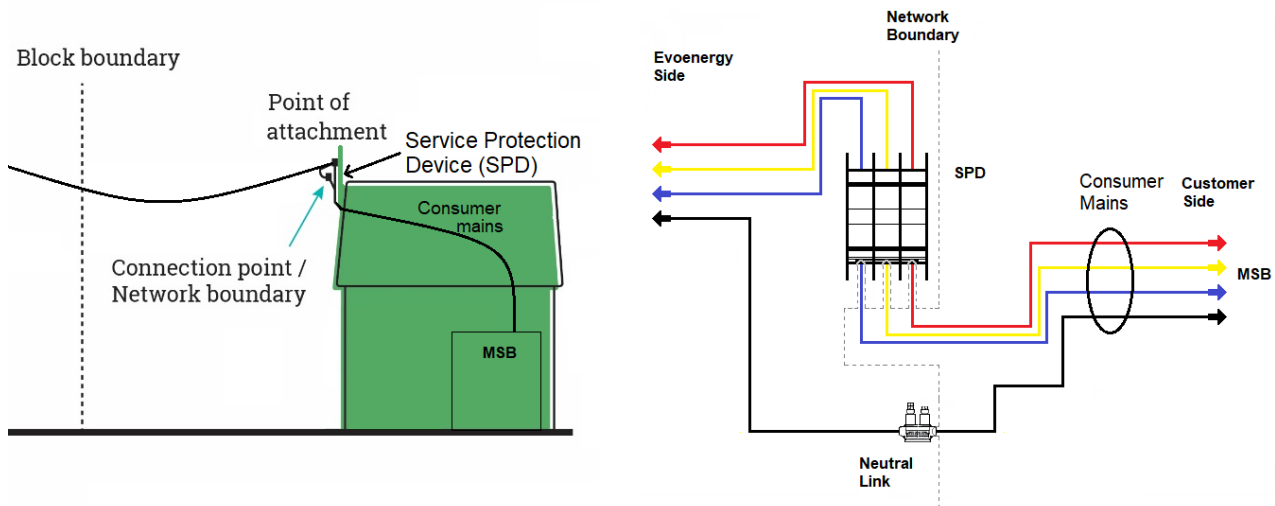 Block boundary
Point of
attachment
Service Protection
Device (SPD)
Consumer
mains
Connection point /
Network boundary
MSB
Network
Boundary
Evoenergy
Side
SPD
Consumer
Mains
Customer
Side
MSB
Neutral
Link